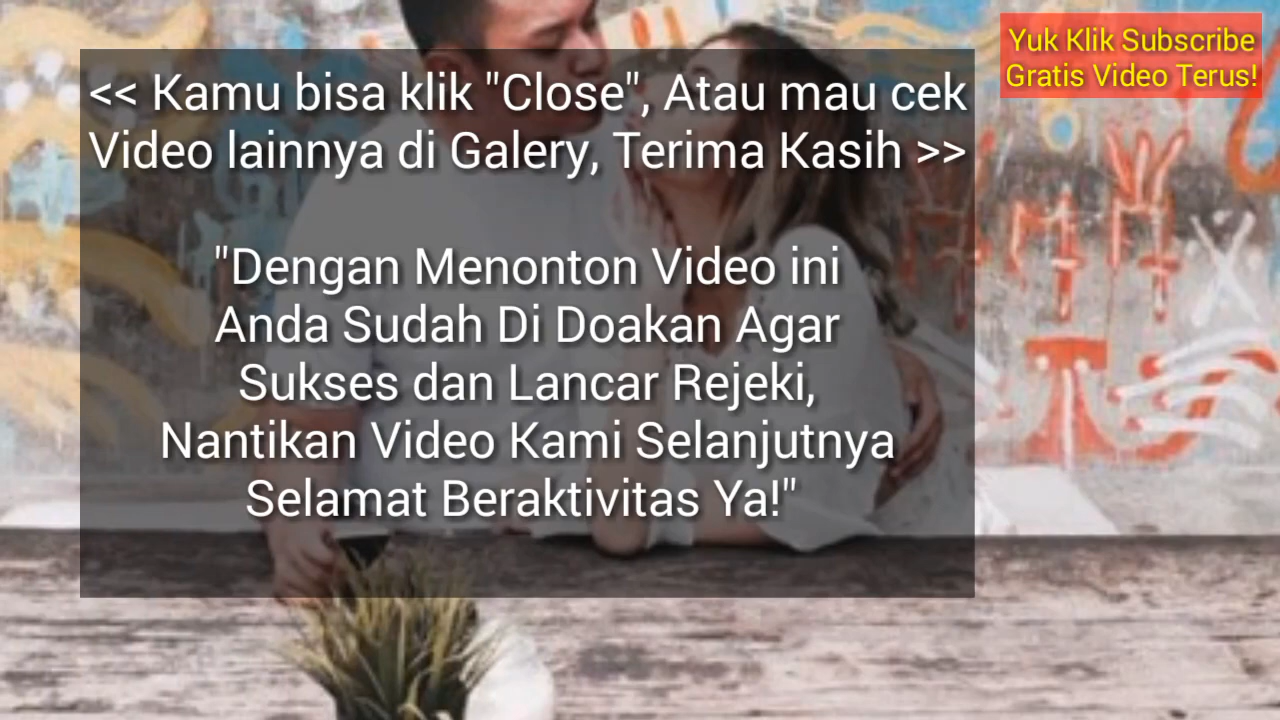 Yuk Klik Subscribe
Gratis Video Terus!
<< Kamu bisa klik "Close", Atau mau cek
Video lainnya di Galery, Terima Kasih >>
"Dengan Menonton Video ini
Anda Sudah Di Doakan Agar
Sukses dan Lancar Rejeki,
Nantikan Video Kami Selanjutnya
Selamat Beraktivitas Ya!"